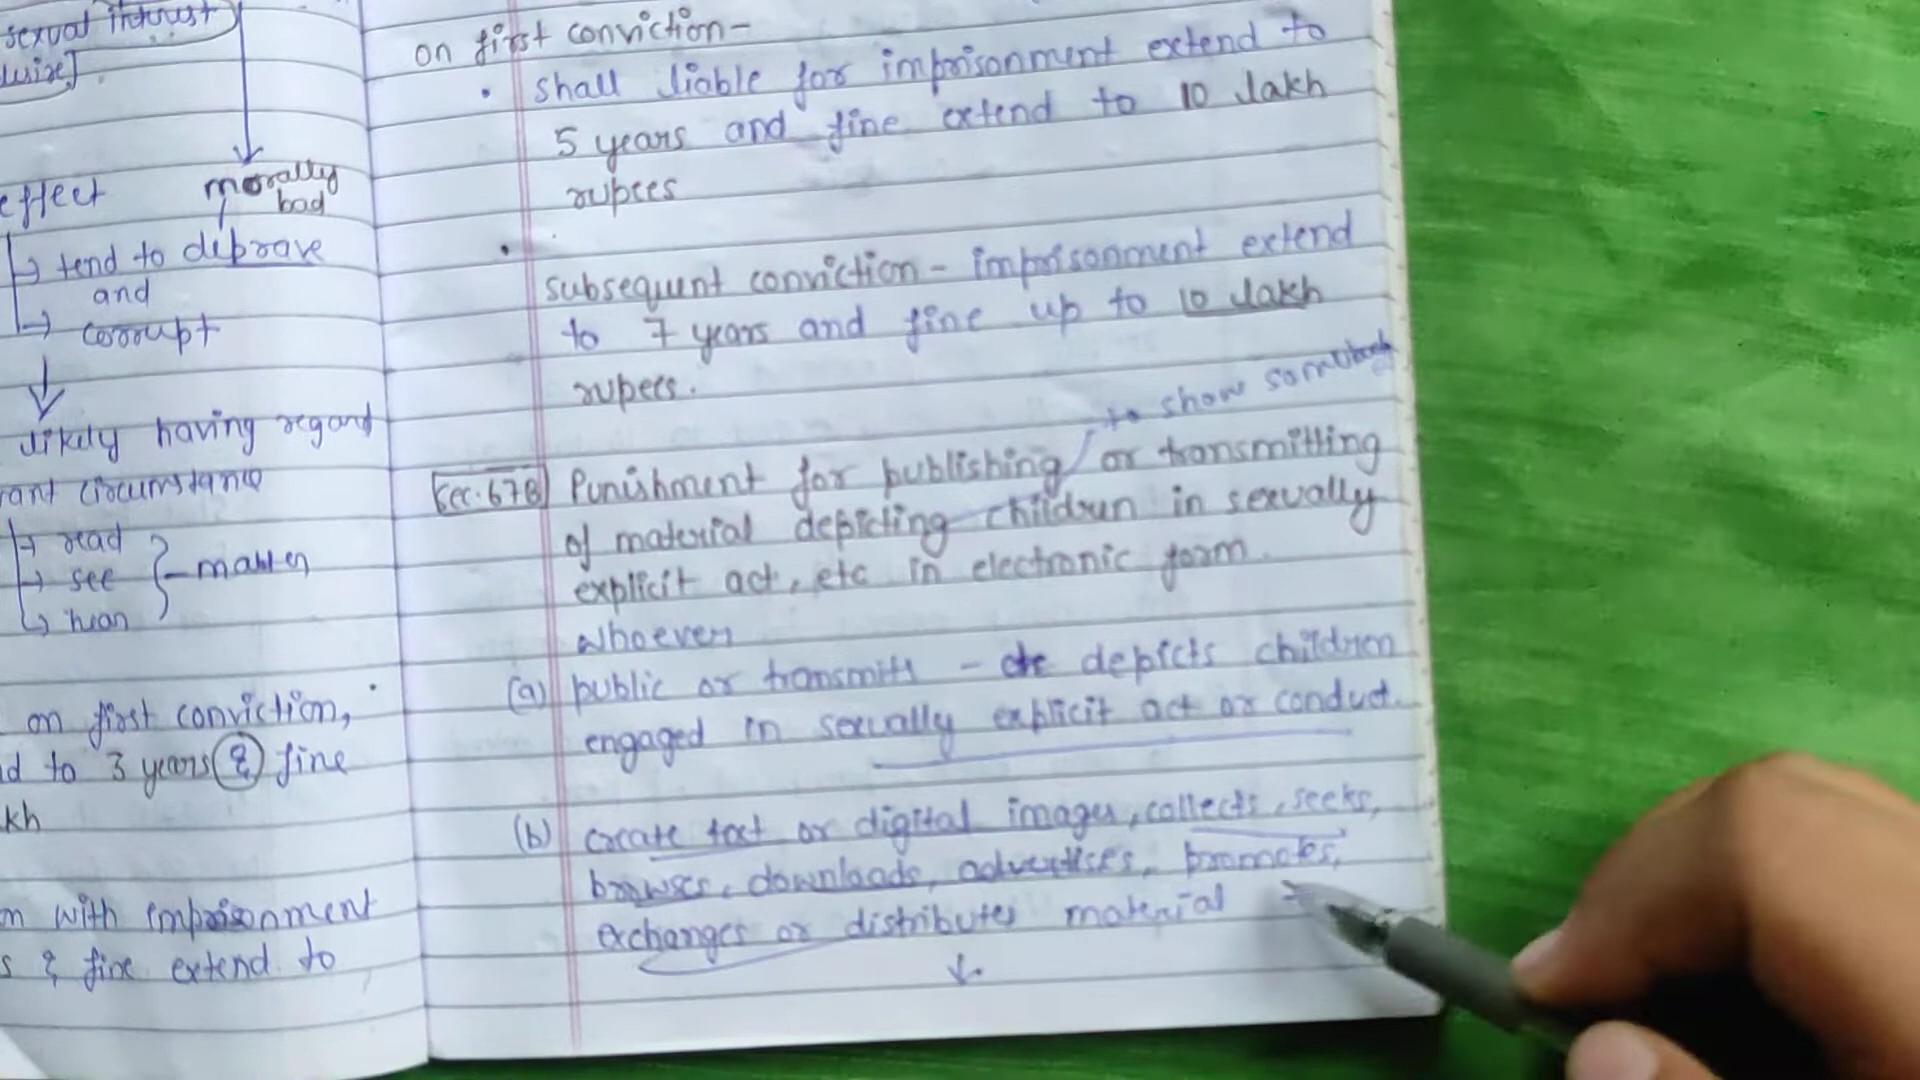 sexual interest
effect morally
bad
tend to deprave
and
corrupt
likely having regard
ant circumstance
read
see - matter
hear
on first conviction,
d to 3 years & fine
kh
m with imprisonment
s & fine extend to
on first conviction-
• shall liable for imprisonment extend to
5 years and fine extend to 10 lakh
rupees
subsequent conviction - imprisonment extend
to 7 years and fine up to 10 lakh
rupees.
to show
Sec. 67B Punishment for publishing or transmitting
of material depicting children in sexually
explicit act, etc in electronic form.
whoever
(a) public or transmits - depicts children
engaged in sexually explicit act or conduct.
(b) create text or digital images, collects, seeks,
browses, downloads, advertises, promotes,
exchanges or distributes material